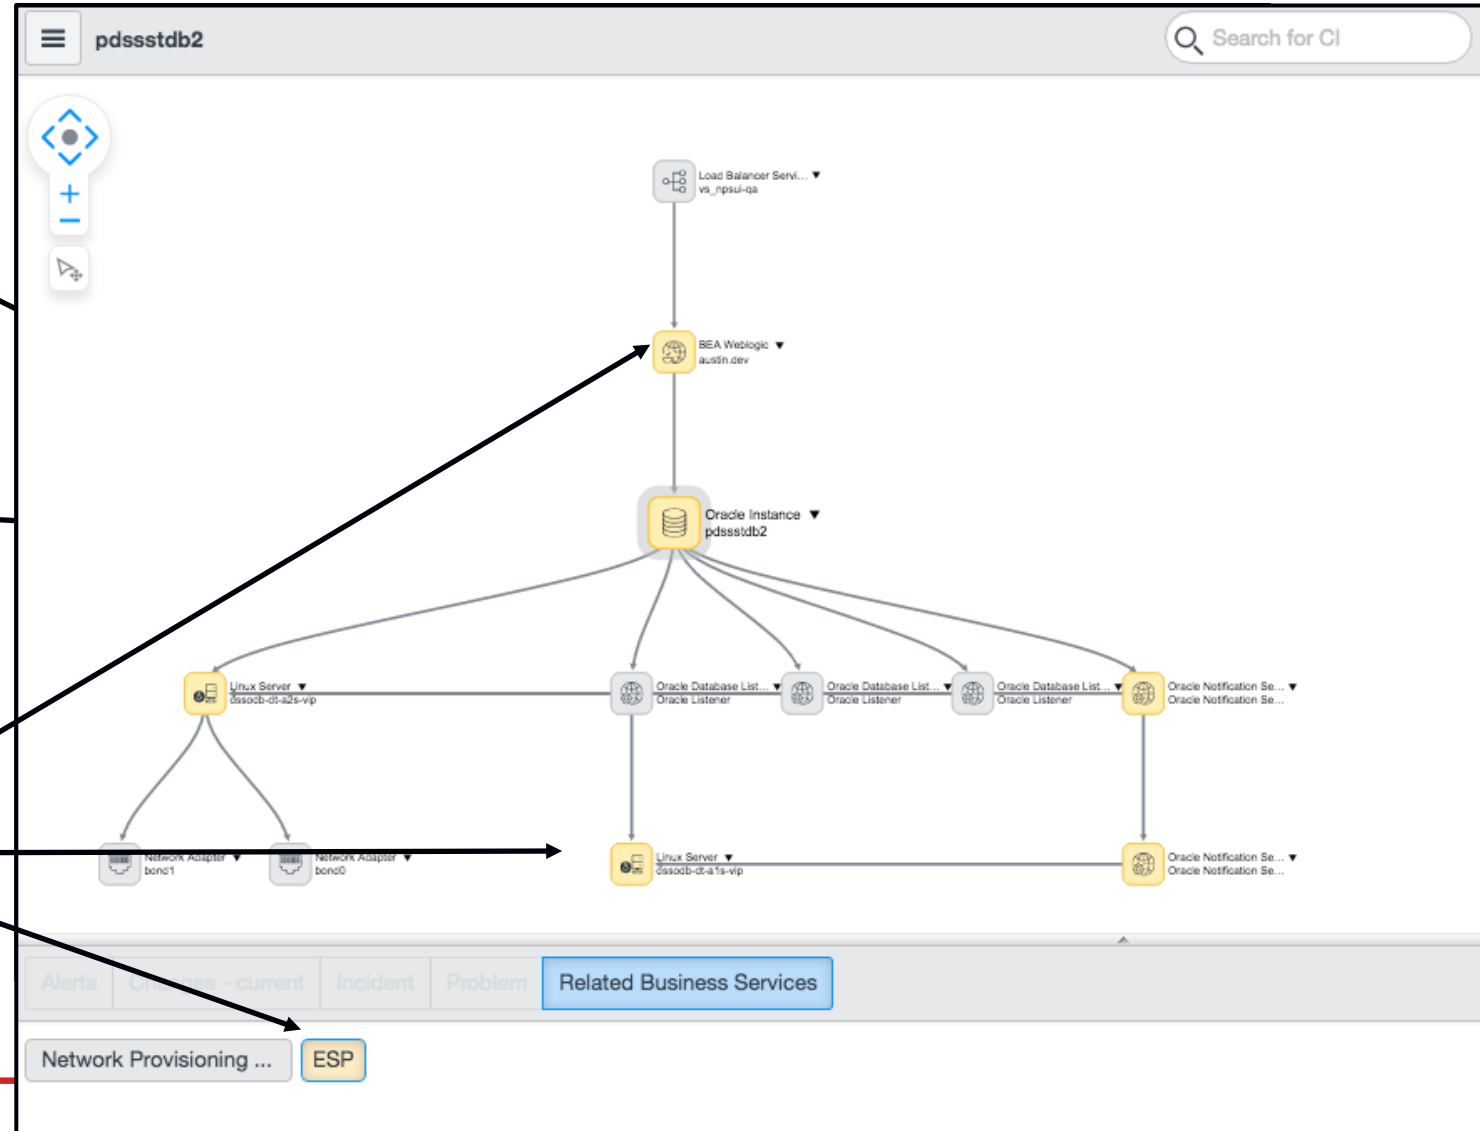 pdssstdb2
Search for CI
Load Balancer Servi...
vs_npsui-qa
BEA Weblogic
austin.dev
Oracle Instance
pdssstdb2
Linux Server
dssodb-dt-a2s-vip
Oracle Database List...
Oracle Listener
Oracle Database List...
Oracle Listener
Oracle Database List...
Oracle Listener
Oracle Notification Se...
Oracle Notification Se...
Network Adapter
bond1
Network Adapter
bond0
Linux Server
dssodb-dt-a1s-vip
Oracle Notification Se...
Oracle Notification Se...
Alerts
Changes - current
Incident
Problem
Related Business Services
Network Provisioning ...
ESP